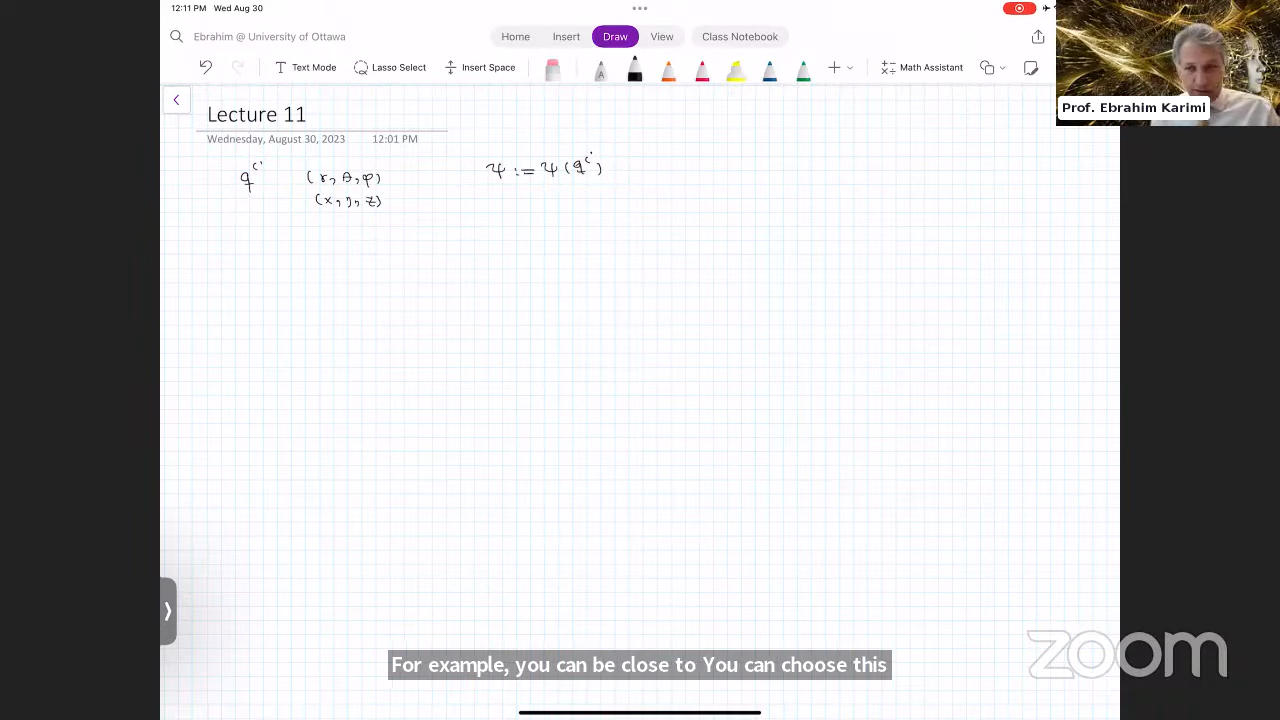 12:11 PM Wed Aug 30
Ebrahim @ University of Ottawa
Home Insert Draw View Class Notebook
Text Mode Lasso Select Insert Space A Math Assistant
Prof. Ebrahim Karimi
Lecture 11
Wednesday, August 30, 2023 12:01 PM
qⁱ (r, θ, φ) Ψ := Ψ(qⁱ)
(x, y, z)
For example, you can be close to You can choose this
zoom